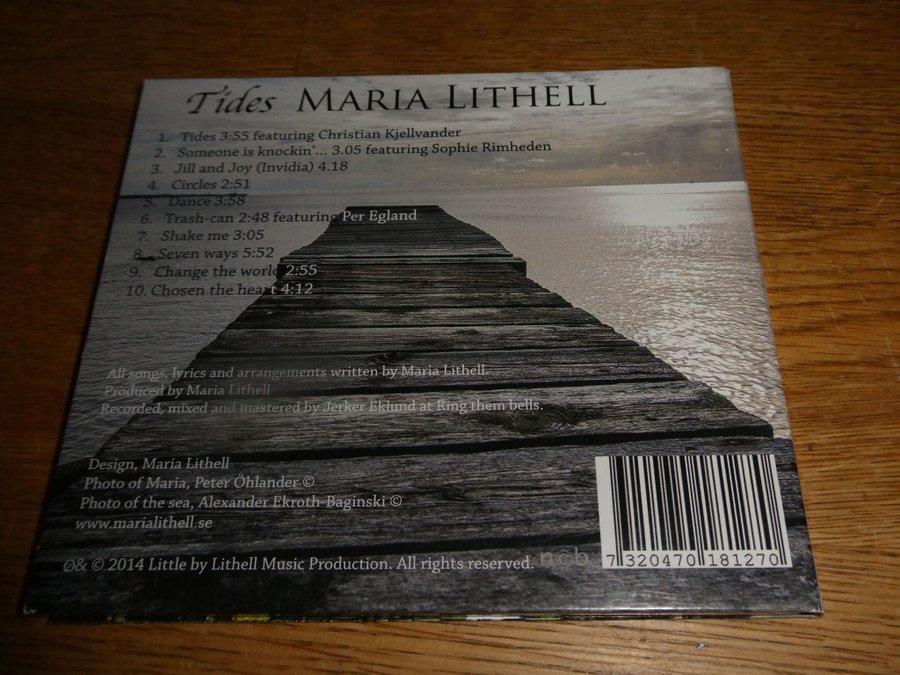 Tides MARIA LITHELL
1. Tides 3:55 featuring Christian Kjellvander
2. Someone is knockin'... 3.05 featuring Sophie Rimheden
3. Jill and Joy (Invidia) 4.18
4. Circles 2:51
5. Dance 3:58
6. Trash-can 2:48 featuring Per Egland
7. Shake me 3:05
8. Seven ways 5:52
9. Change the world 2:55
10. Chosen the heart 4:12
All songs, lyrics and arrangements written by Maria Lithell.
Produced by Maria Lithell
Recorded, mixed and mastered by Jerker Eklund at Ring them bells.
Design, Maria Lithell
Photo of Maria, Peter Öhlander ©
Photo of the sea, Alexander Ekroth-Baginski ©
www.marialithell.se
℗& © 2014 Little by Lithell Music Production. All rights reserved. n©b
7 320470 181270